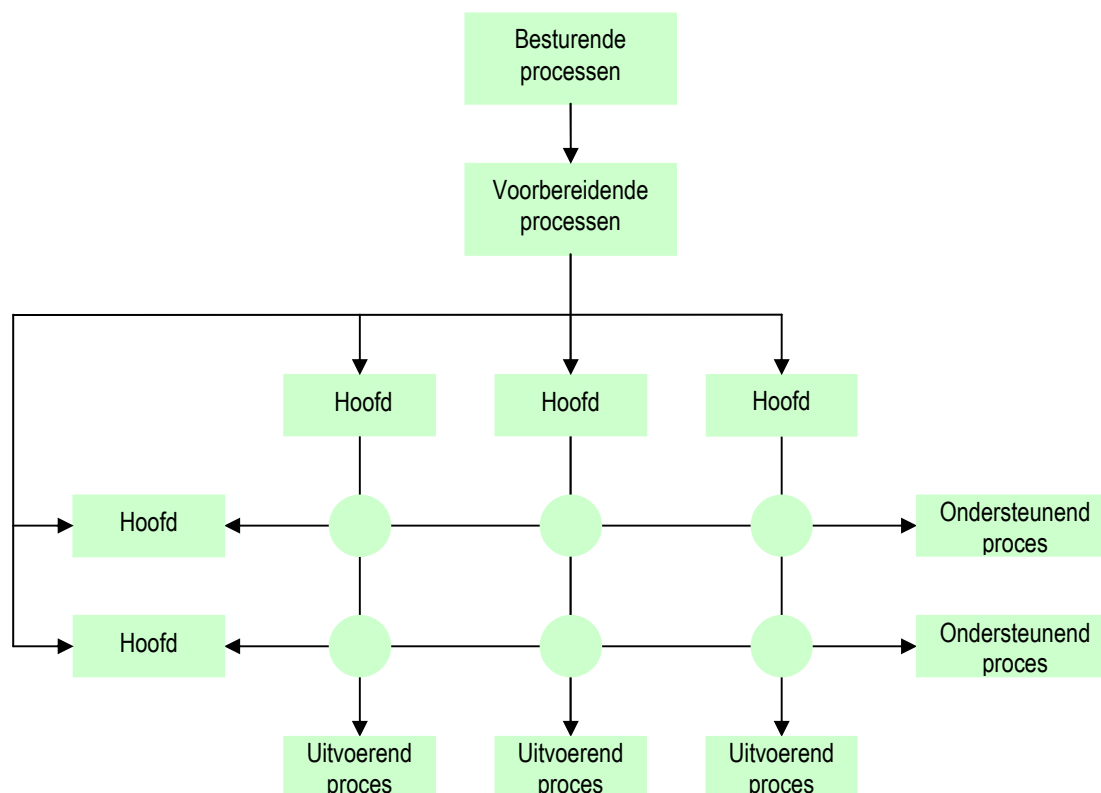 Besturende
processen
Voorbereidende
processen
Hoofd
Hoofd
Hoofd
Hoofd
Ondersteunend
proces
Hoofd
Ondersteunend
proces
Uitvoerend
proces
Uitvoerend
proces
Uitvoerend
proces